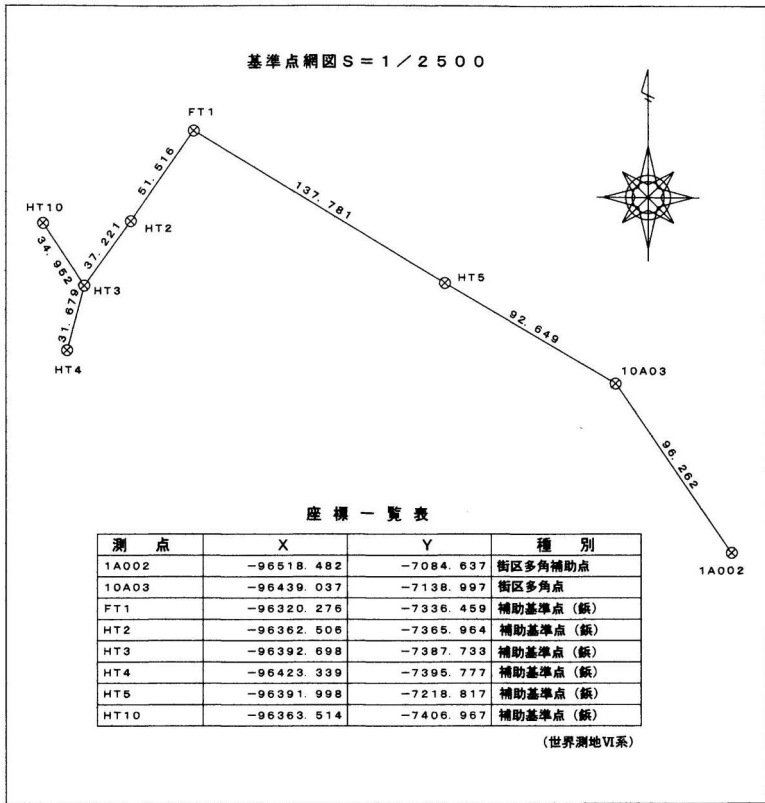 基準点網図S=1/2500
FT1
51.516
137.781
HT10
HT2
34.952
37.221
HT3
HT5
31.679
92.649
HT4
10A03
96.262
1A002
座標一覧表
測点 X Y 種別
1A002 -96518.482 -7084.637 街区多角補助点
10A03 -96439.037 -7138.997 街区多角点
FT1 -96320.276 -7336.459 補助基準点(鋲)
HT2 -96362.506 -7365.964 補助基準点(鋲)
HT3 -96392.698 -7387.733 補助基準点(鋲)
HT4 -96423.339 -7395.777 補助基準点(鋲)
HT5 -96391.998 -7218.817 補助基準点(鋲)
HT10 -96363.514 -7406.967 補助基準点(鋲)
(世界測地Ⅵ系)